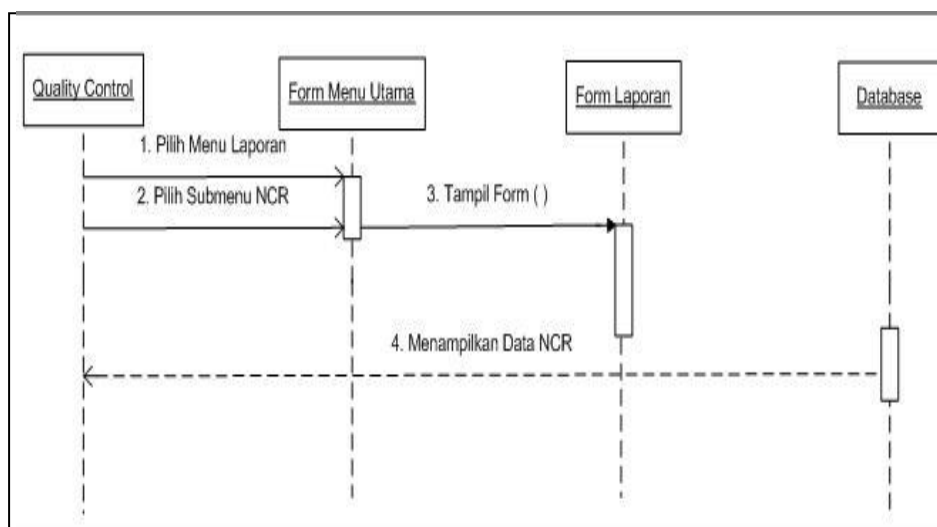 Quality Control
Form Menu Utama
Form Laporan
Database
1. Pilih Menu Laporan
2. Pilih Submenu NCR
3. Tampil Form ( )
4. Menampilkan Data NCR